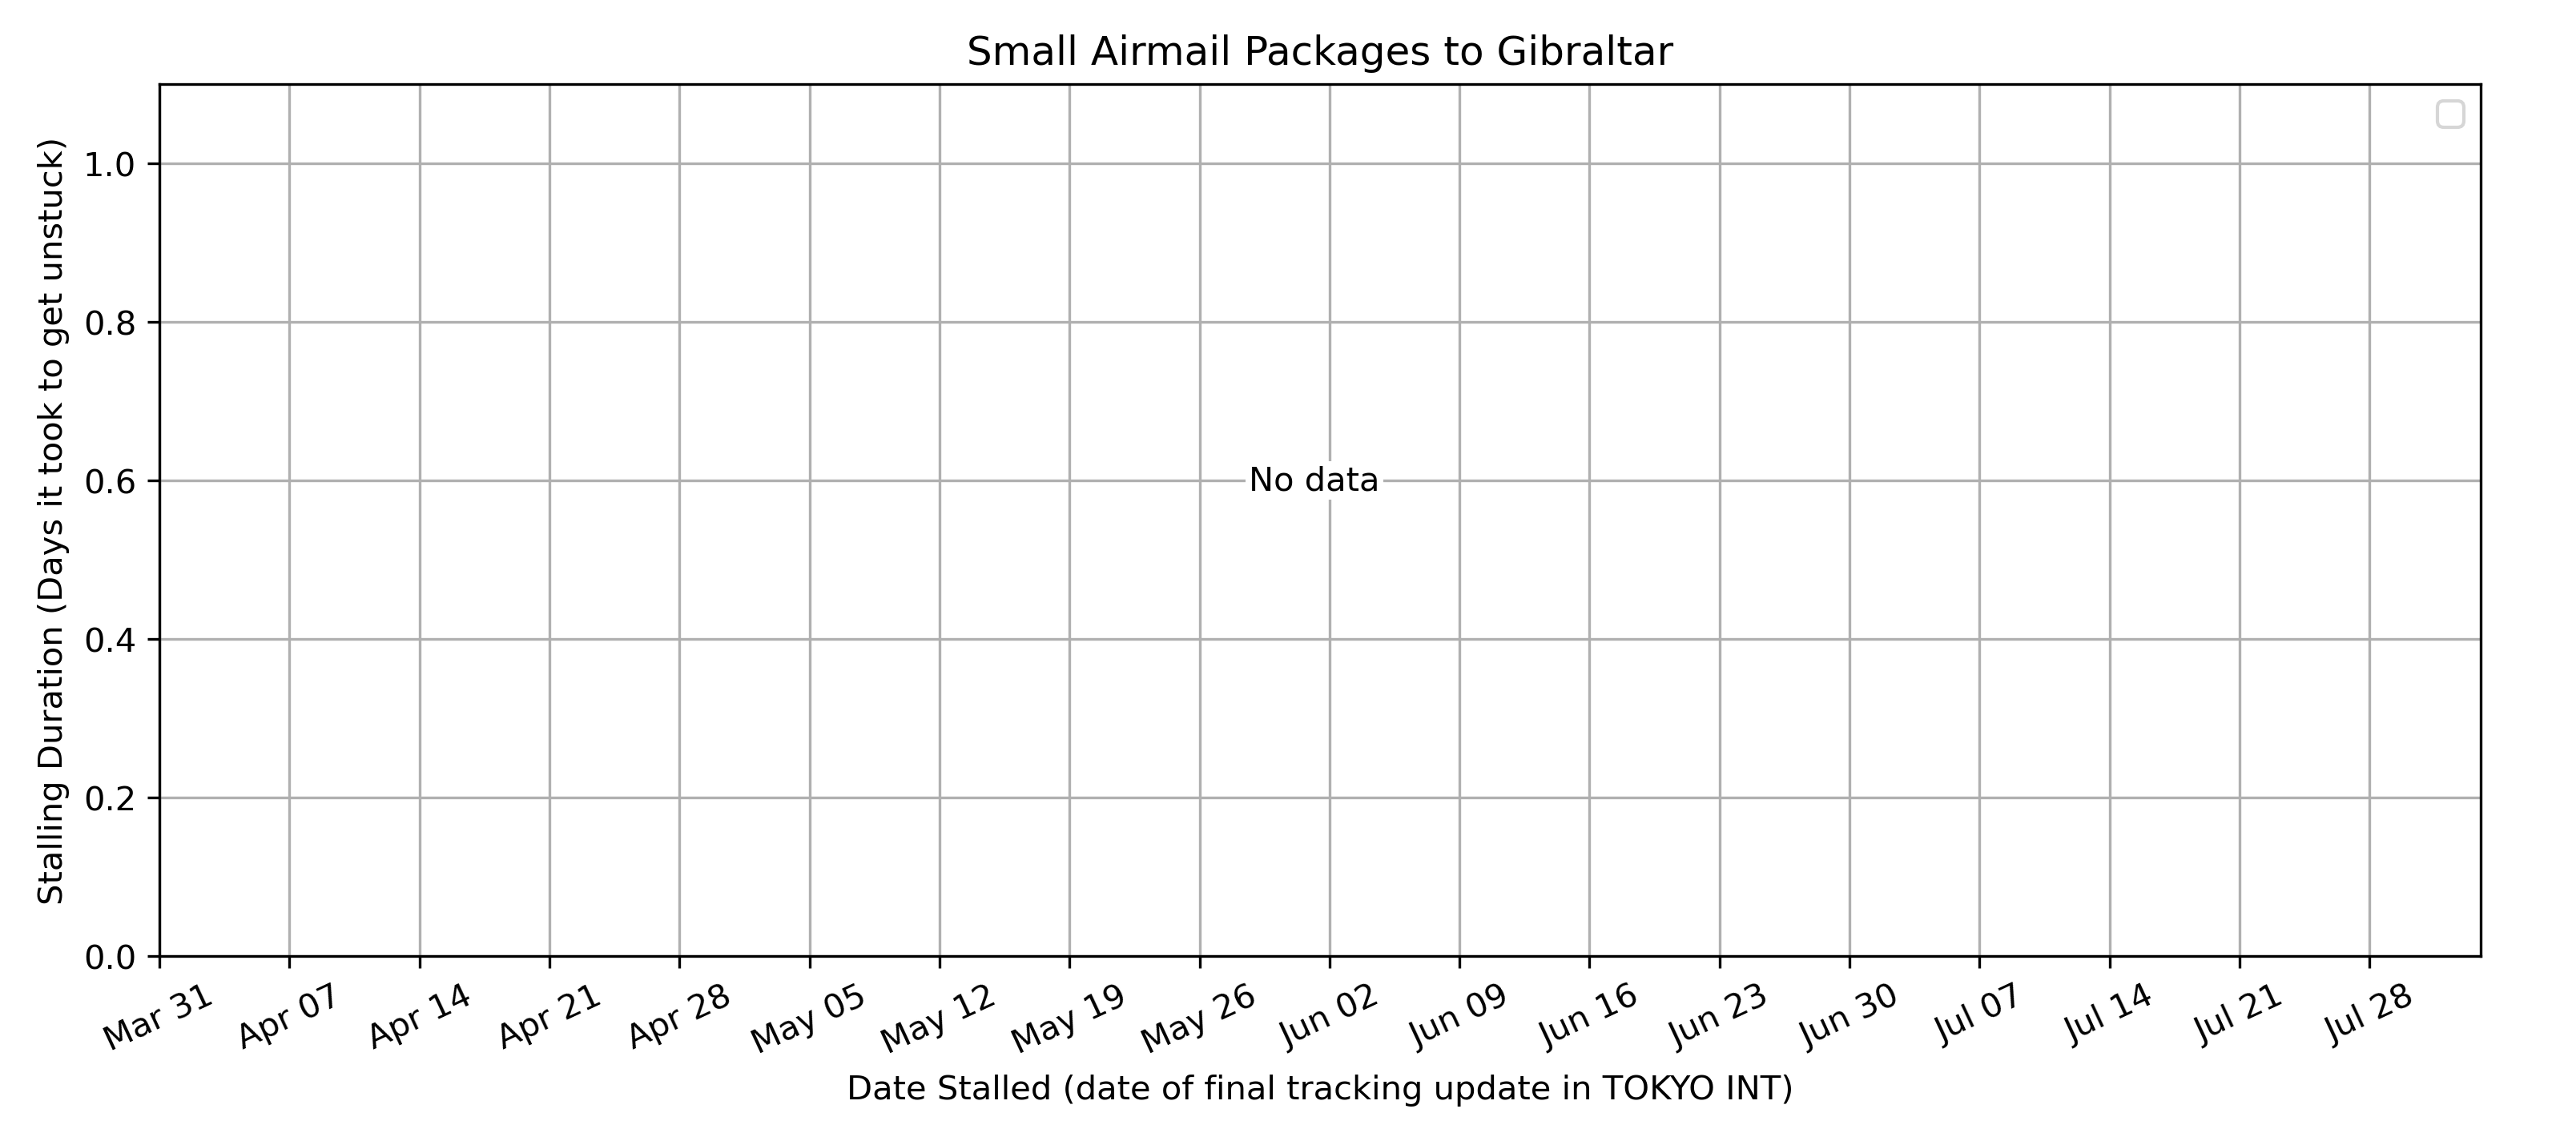 Small Airmail Packages to Gibraltar
Stalling Duration (Days it took to get unstuck)
1.0
0.8
0.6
0.4
0.2
0.0
No data
Mar 31 Apr 07 Apr 14 Apr 21 Apr 28 May 05 May 12 May 19 May 26 Jun 02 Jun 09 Jun 16 Jun 23 Jun 30 Jul 07 Jul 14 Jul 21 Jul 28
Date Stalled (date of final tracking update in TOKYO INT)